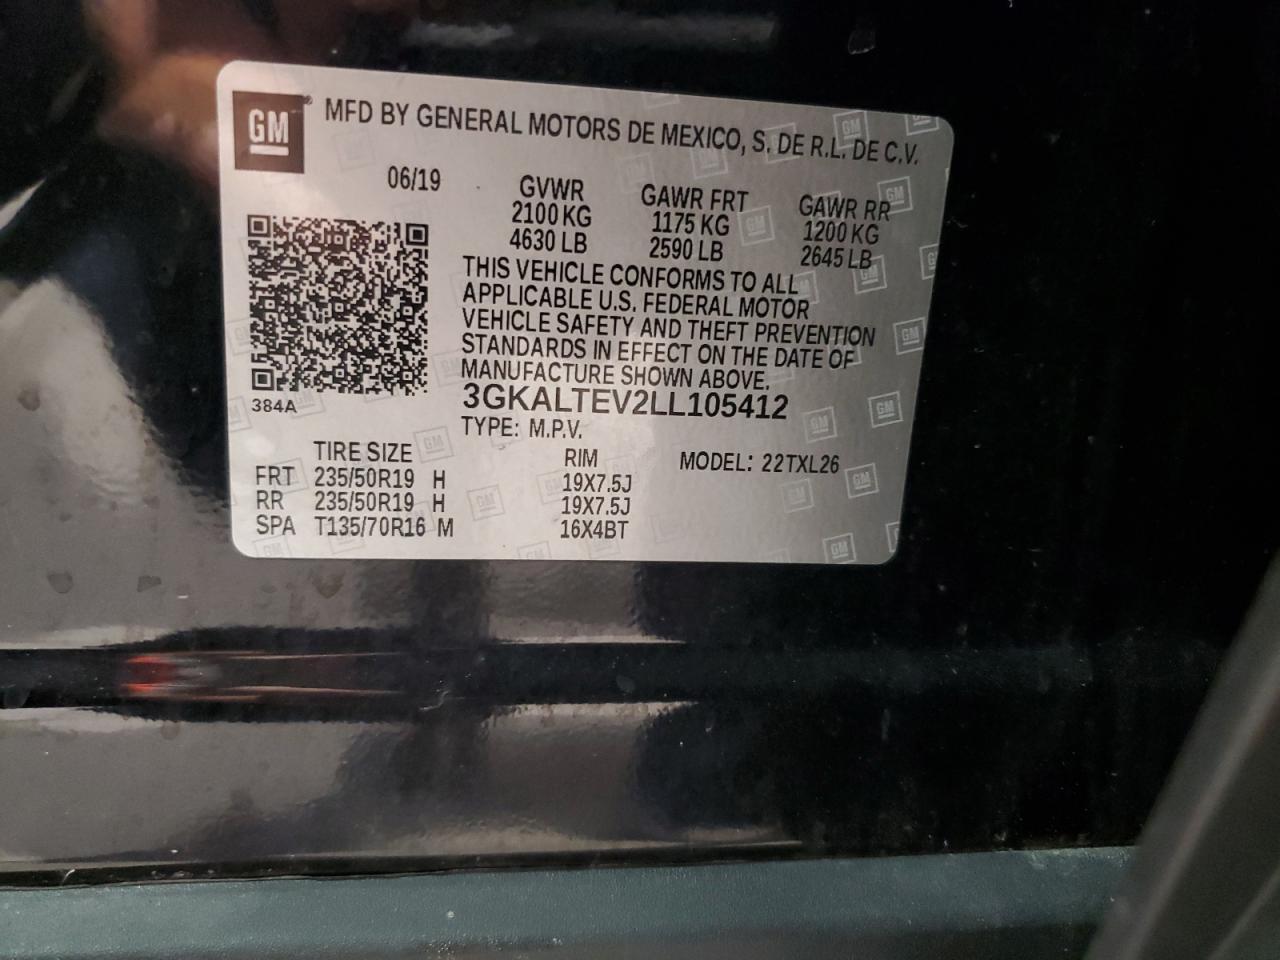 GM MFD BY GENERAL MOTORS DE MEXICO, S. DE R.L. DE C.V.
06/19
GVWR GAWR FRT GAWR RR
2100 KG 1175 KG 1200 KG
4630 LB 2590 LB 2645 LB
THIS VEHICLE CONFORMS TO ALL
APPLICABLE U.S. FEDERAL MOTOR
VEHICLE SAFETY AND THEFT PREVENTION
STANDARDS IN EFFECT ON THE DATE OF
MANUFACTURE SHOWN ABOVE.
384A
3GKALTEV2LL105412
TYPE: M.P.V.
MODEL: 22TXL26
TIRE SIZE RIM
FRT 235/50R19 H 19X7.5J
RR 235/50R19 H 19X7.5J
SPA T135/70R16 M 16X4BT